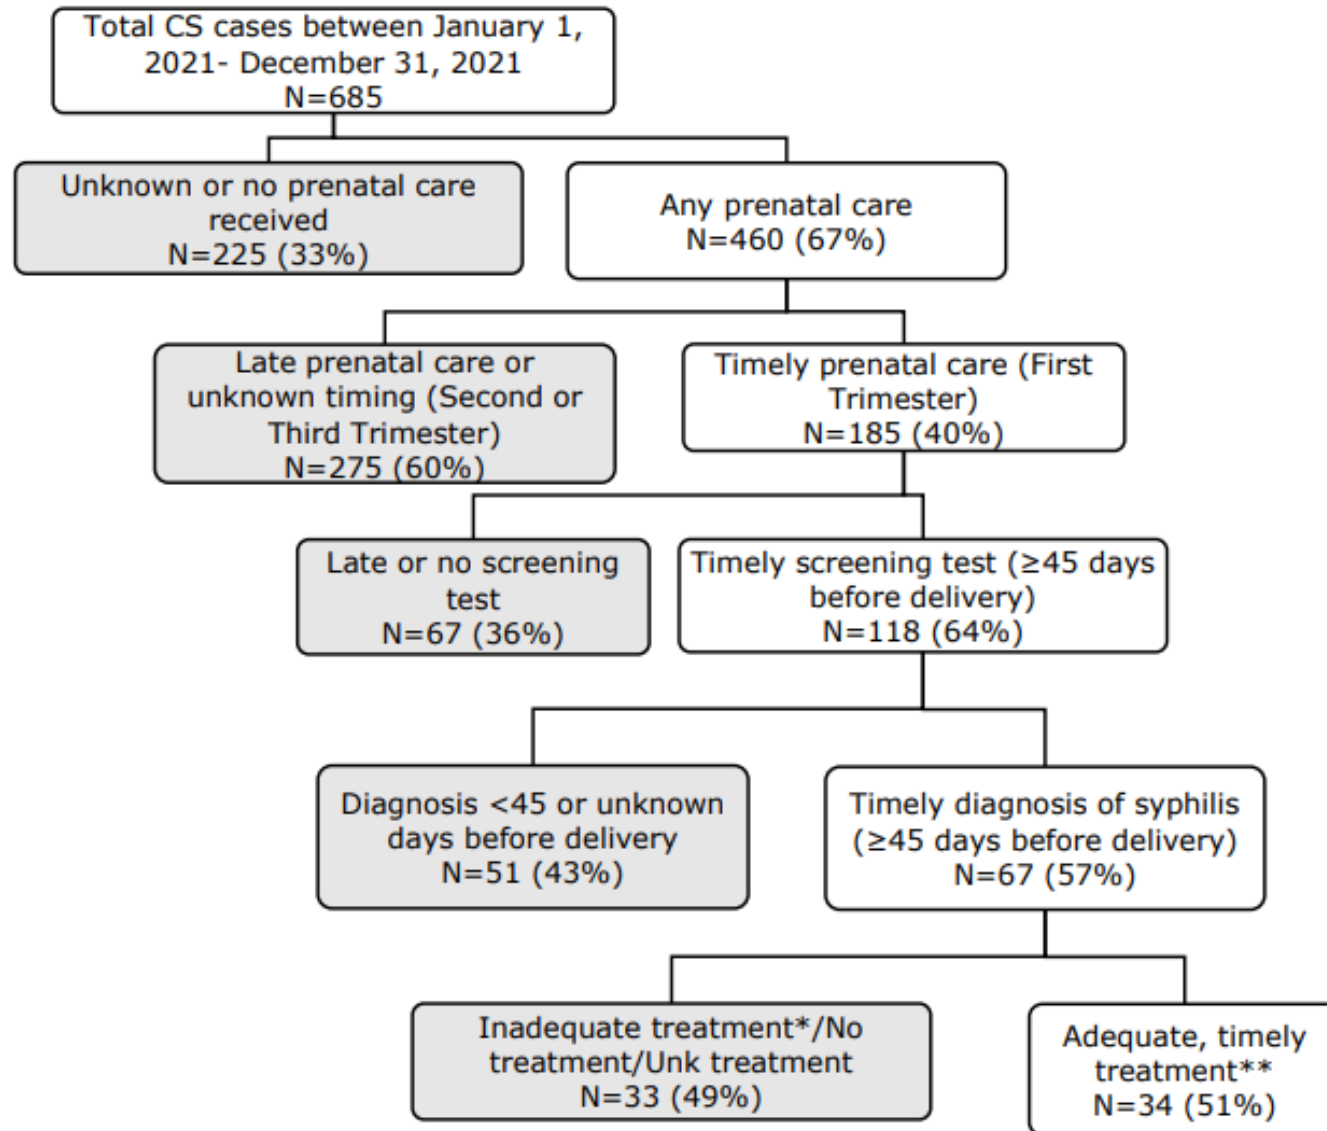 Total CS cases between January 1,
2021- December 31, 2021
N=685
Unknown or no prenatal care
received
N=225 (33%)
Any prenatal care
N=460 (67%)
Late prenatal care or
unknown timing (Second or
Third Trimester)
N=275 (60%)
Timely prenatal care (First
Trimester)
N=185 (40%)
Late or no screening
test
N=67 (36%)
Timely screening test (≥45 days
before delivery)
N=118 (64%)
Diagnosis <45 or unknown
days before delivery
N=51 (43%)
Timely diagnosis of syphilis
(≥45 days before delivery)
N=67 (57%)
Inadequate treatment*/No
treatment/Unk treatment
N=33 (49%)
Adequate, timely
treatment**
N=34 (51%)